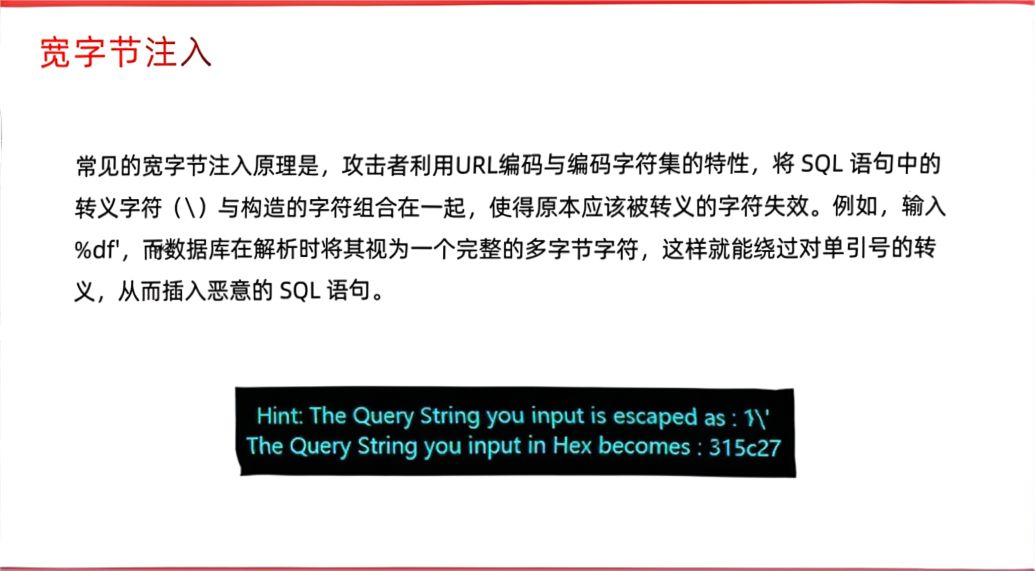 宽字节注入
常见的宽字节注入原理是，攻击者利用URL编码与编码字符集的特性，将 SQL 语句中的
转义字符（\）与构造的字符组合在一起，使得原本应该被转义的字符失效。例如，输入
%df'，而数据库在解析时将其视为一个完整的多字节字符，这样就能绕过对单引号的转
义，从而插入恶意的 SQL 语句。
Hint: The Query String you input is escaped as : 1\'
The Query String you input in Hex becomes : 315c27